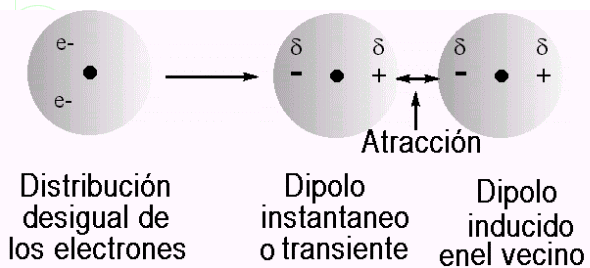 e-
e-
δ δ
- +
δ δ
- +
Atracción
Distribución
desigual de
los electrones
Dipolo
instantaneo
o transiente
Dipolo
inducido
enel vecino